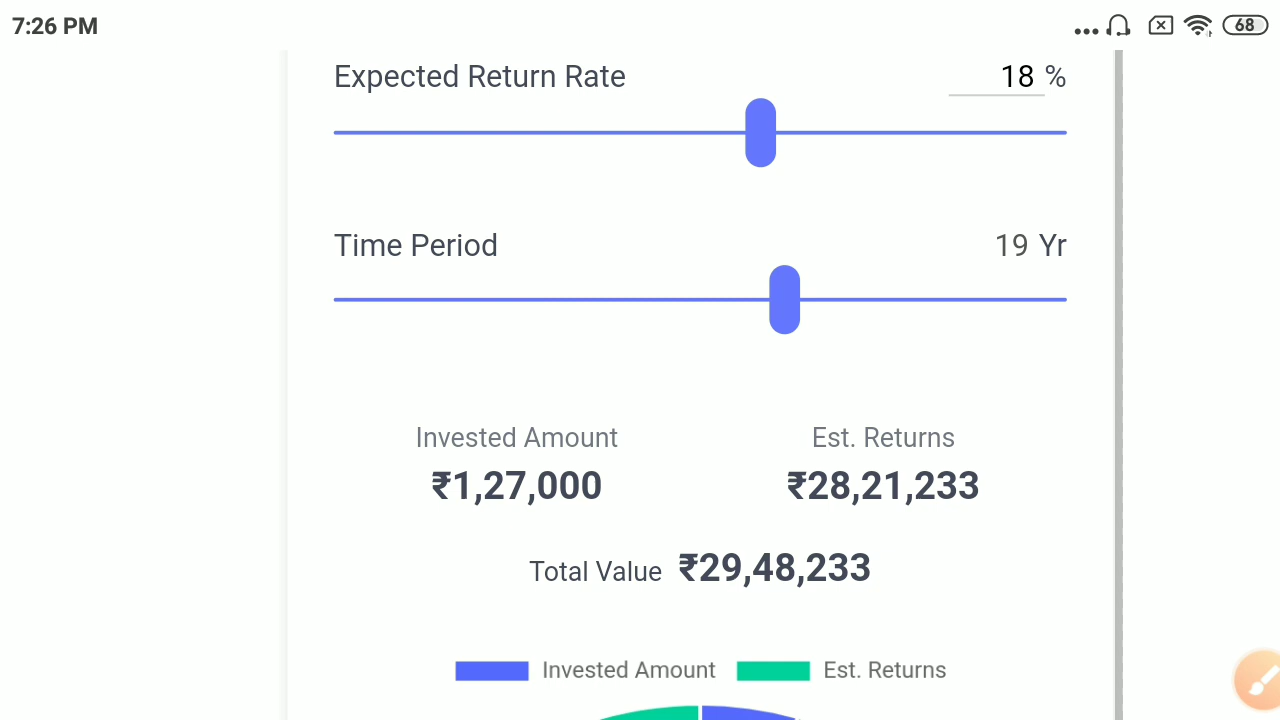 7:26 PM
68
Expected Return Rate 18 %
Time Period 19 Yr
Invested Amount Est. Returns
₹1,27,000 ₹28,21,233
Total Value ₹29,48,233
Invested Amount Est. Returns